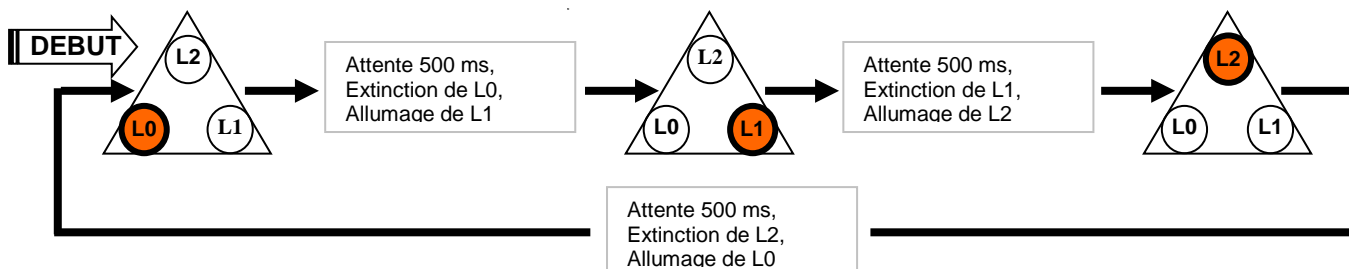 DEBUT
L2
L0
L1
Attente 500 ms,
Extinction de L0,
Allumage de L1
L2
L0
L1
Attente 500 ms,
Extinction de L1,
Allumage de L2
L2
L0
L1
Attente 500 ms,
Extinction de L2,
Allumage de L0